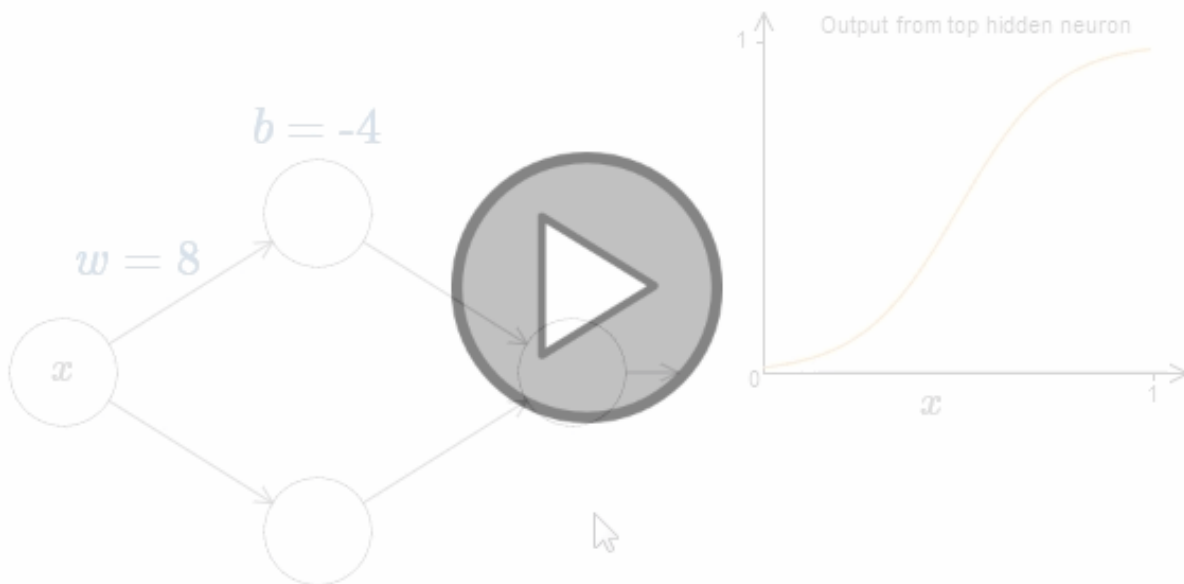 Output from top hidden neuron
1
b = -4
w = 8
x
0
x
1